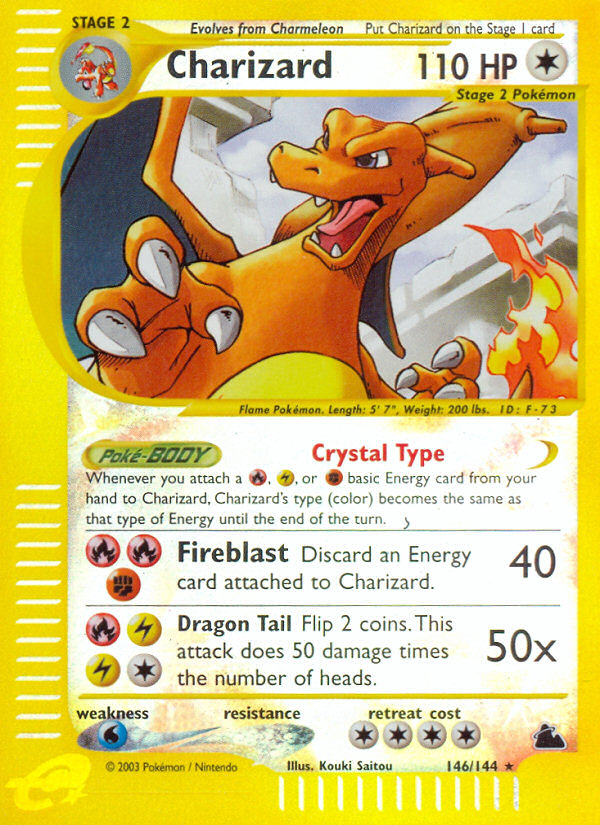 STAGE 2
Evolves from Charmeleon Put Charizard on the Stage 1 card
Charizard 110 HP
Stage 2 Pokémon
Flame Pokémon. Length: 5' 7", Weight: 200 lbs. ID: F-73
Poké-BODY Crystal Type
Whenever you attach a , , or basic Energy card from your
hand to Charizard, Charizard's type (color) becomes the same as
that type of Energy until the end of the turn.
Fireblast Discard an Energy
card attached to Charizard.
40
Dragon Tail Flip 2 coins. This
attack does 50 damage times
the number of heads.
50x
weakness resistance retreat cost
© 2003 Pokémon / Nintendo Illus. Kouki Saitou 146/144